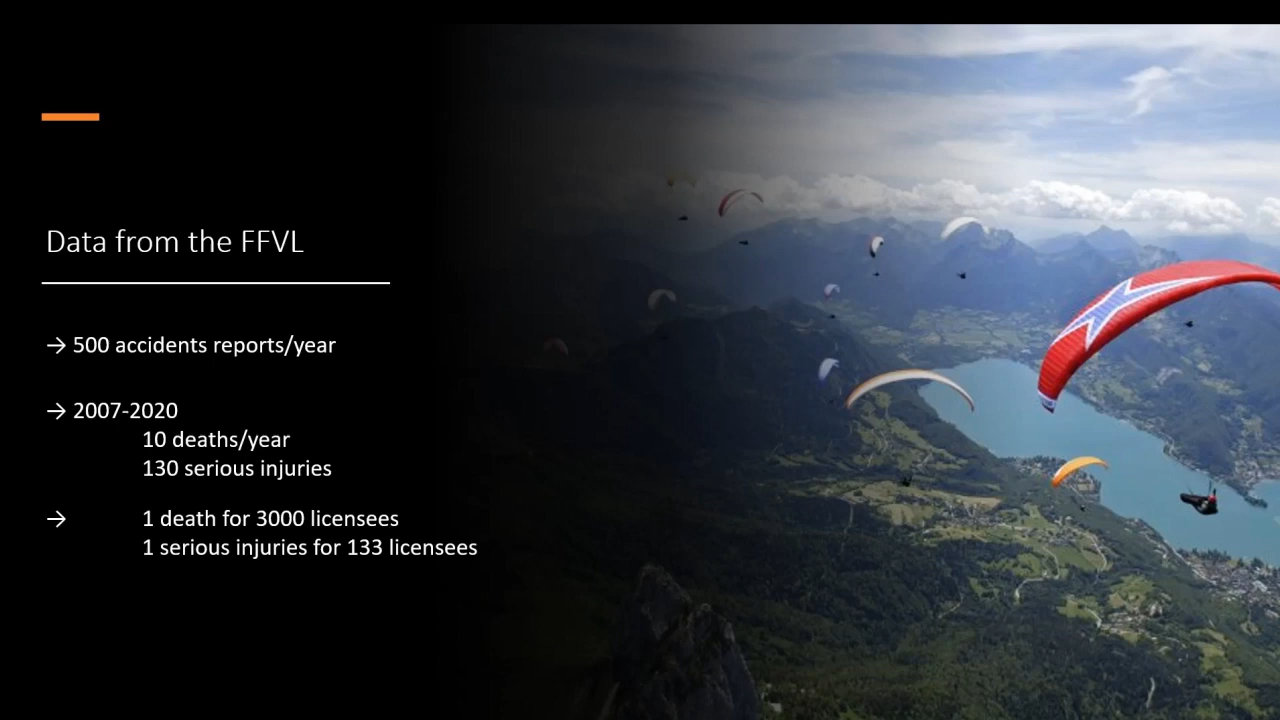 Data from the FFVL
→ 500 accidents reports/year
→ 2007-2020
10 deaths/year
130 serious injuries
→ 1 death for 3000 licensees
1 serious injuries for 133 licensees